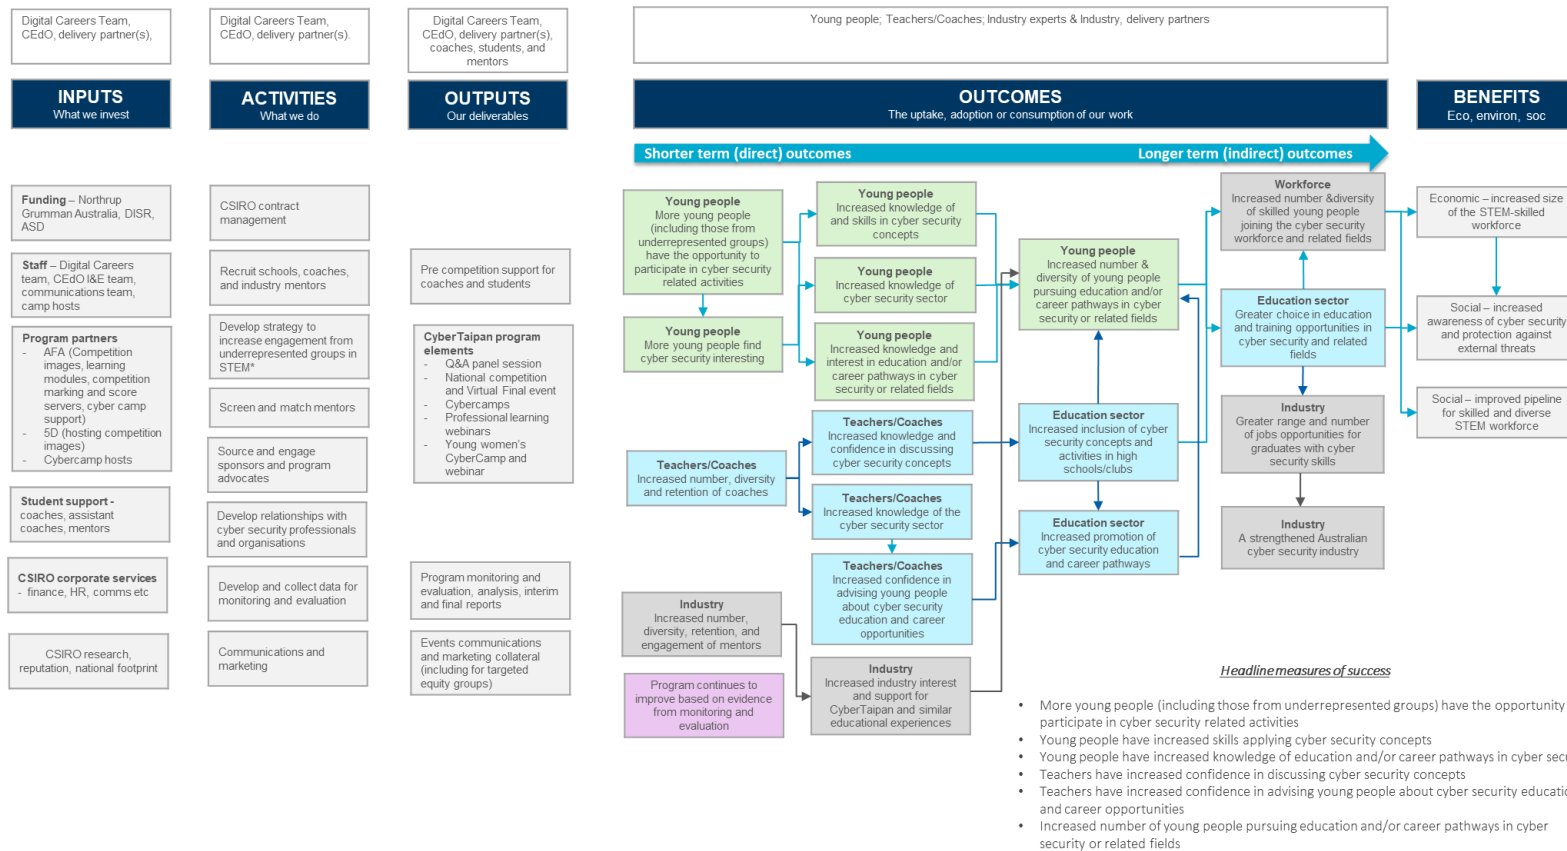 Digital Careers Team,
CEdO, delivery partner(s),
Digital Careers Team,
CEdO, delivery partner(s).
Digital Careers Team,
CEdO, delivery partner(s),
coaches, students, and
mentors
Young people; Teachers/Coaches; Industry experts & Industry, delivery partners
INPUTS
What we invest
ACTIVITIES
What we do
OUTPUTS
Our deliverables
OUTCOMES
The uptake, adoption or consumption of our work
BENEFITS
Eco, environ, soc
Shorter term (direct) outcomes
Longer term (indirect) outcomes
Funding – Northrup
Grumman Australia, DISR,
ASD
Staff – Digital Careers
team, CEdO I&E team,
communications team,
camp hosts
Program partners
- AFA (Competition
images, learning
modules, competition
marking and score
servers, cyber camp
support)
- 5D (hosting competition
images)
- Cybercamp hosts
Student support -
coaches, assistant
coaches, mentors
CSIRO corporate services
- finance, HR, comms etc
CSIRO research,
reputation, national footprint
CSIRO contract
management
Recruit schools, coaches,
and industry mentors
Develop strategy to
increase engagement from
underrepresented groups in
STEM*
Screen and match mentors
Source and engage
sponsors and program
advocates
Develop relationships with
cyber security professionals
and organisations
Develop and collect data for
monitoring and evaluation
Communications and
marketing
Pre competition support for
coaches and students
CyberTaipan program
elements
- Q&A panel session
- National competition
and Virtual Final event
- Cybercamps
- Professional learning
webinars
- Young women's
CyberCamp and
webinar
Program monitoring and
evaluation, analysis, interim
and final reports
Events communications
and marketing collateral
(including for targeted
equity groups)
Young people
More young people
(including those from
underrepresented groups)
have the opportunity to
participate in cyber security
related activities
Young people
More young people find
cyber security interesting
Teachers/Coaches
Increased number, diversity
and retention of coaches
Industry
Increased number,
diversity, retention, and
engagement of mentors
Program continues to
improve based on evidence
from monitoring and
evaluation
Young people
Increased knowledge of
and skills in cyber security
concepts
Young people
Increased knowledge of
cyber security sector
Young people
Increased knowledge and
interest in education and/or
career pathways in cyber
security or related fields
Teachers/Coaches
Increased knowledge and
confidence in discussing
cyber security concepts
Teachers/Coaches
Increased knowledge of the
cyber security sector
Teachers/Coaches
Increased confidence in
advising young people
about cyber security
education and career
opportunities
Industry
Increased industry interest
and support for
CyberTaipan and similar
educational experiences
Young people
Increased number &
diversity of young people
pursuing education and/or
career pathways in cyber
security or related fields
Education sector
Increased inclusion of cyber
security concepts and
activities in high
schools/clubs
Education sector
Increased promotion of
cyber security education
and career pathways
Workforce
Increased number &diversity
of skilled young people
joining the cyber security
workforce and related fields
Education sector
Greater choice in education
and training opportunities in
cyber security and related
fields
Industry
Greater range and number
of jobs opportunities for
graduates with cyber
security skills
Industry
A strengthened Australian
cyber security industry
Economic – increased size
of the STEM-skilled
workforce
Social – increased
awareness of cyber security
and protection against
external threats
Social – improved pipeline
for skilled and diverse
STEM workforce
Headline measures of success
• More young people (including those from underrepresented groups) have the opportunity
participate in cyber security related activities
• Young people have increased skills applying cyber security concepts
• Young people have increased knowledge of education and/or career pathways in cyber
• Teachers have increased confidence in discussing cyber security concepts
• Teachers have increased confidence in advising young people about cyber security
and career opportunities
• Increased number of young people pursuing education and/or career pathways in cyber
security or related fields